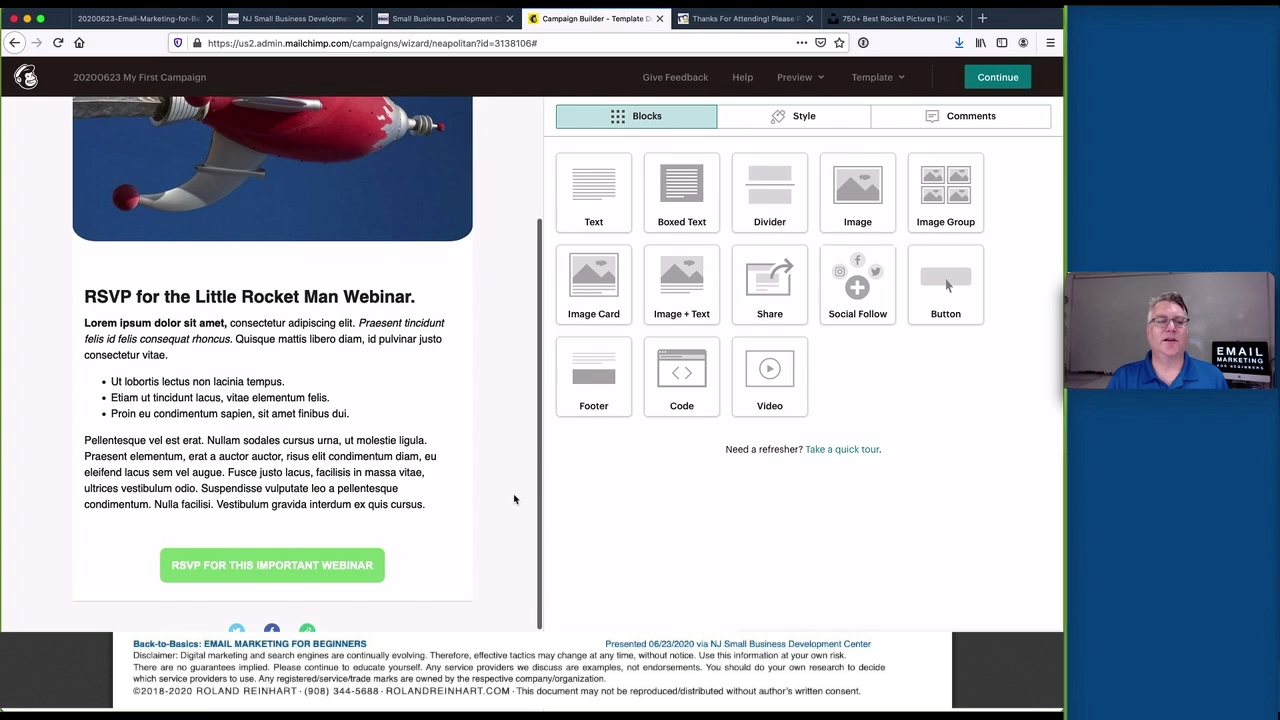 20200623-Email-Marketing-for-Be
NJ Small Business Developmen
Small Business Development C
Campaign Builder - Template D
Thanks For Attending! Please R
750+ Best Rocket Pictures [HD
https://us2.admin.mailchimp.com/campaigns/wizard/neapolitan?id=3138106#
20200623 My First Campaign
Give Feedback
Help
Preview
Template
Continue
Blocks
Style
Comments
Text
Boxed Text
Divider
Image
Image Group
Image Card
Image + Text
Share
Social Follow
Button
Footer
Code
Video
Need a refresher? Take a quick tour.
RSVP for the Little Rocket Man Webinar.
Lorem ipsum dolor sit amet, consectetur adipiscing elit. Praesent tincidunt
felis id felis consequat rhoncus. Quisque mattis libero diam, id pulvinar justo
consectetur vitae.
• Ut lobortis lectus non lacinia tempus.
• Etiam ut tincidunt lacus, vitae elementum felis.
• Proin eu condimentum sapien, sit amet finibus dui.
Pellentesque vel est erat. Nullam sodales cursus urna, ut molestie ligula.
Praesent elementum, erat a auctor auctor, risus elit condimentum diam, eu
eleifend lacus sem vel augue. Fusce justo lacus, facilisis in massa vitae,
ultrices vestibulum odio. Suspendisse vulputate leo a pellentesque
condimentum. Nulla facilisi. Vestibulum gravida interdum ex quis cursus.
RSVP FOR THIS IMPORTANT WEBINAR
EMAIL
MARKETING
FOR BEGINNERS
Back-to-Basics: EMAIL MARKETING FOR BEGINNERS
Presented 06/23/2020 via NJ Small Business Development Center
Disclaimer: Digital marketing and search engines are continually evolving. Therefore, effective tactics may change at any time, without notice. Use this information at your own risk.
There are no guarantees implied. Please continue to educate yourself. Any service providers we discuss are examples, not endorsements. You should do your own research to decide
which service providers to use. Any registered/service/trade marks are owned by the respective company/organization.
©2018-2020 ROLAND REINHART · (908) 344-5688 · ROLANDREINHART.COM · This document may not be reproduced/distributed without author's written consent.